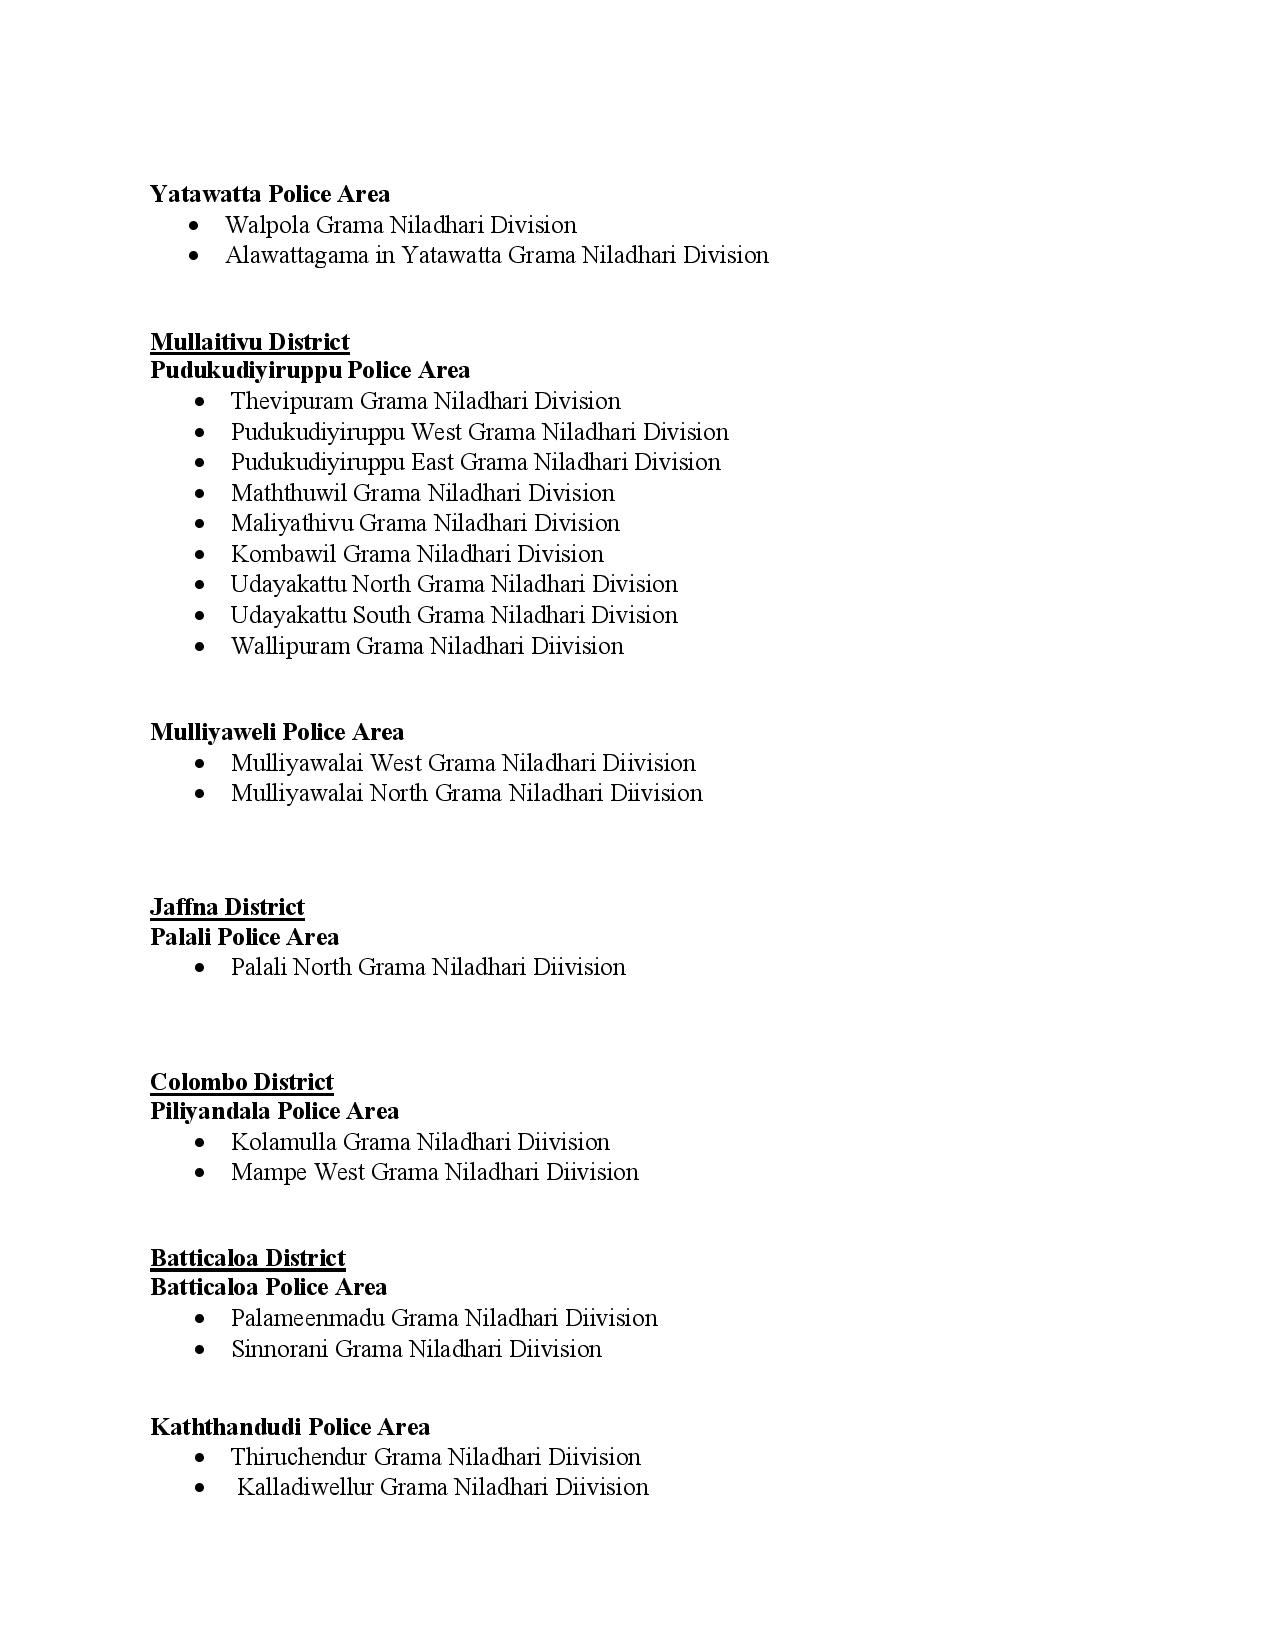 Yatawatta Police Area
• Walpola Grama Niladhari Division
• Alawattagama in Yatawatta Grama Niladhari Division
Mullaitivu District
Pudukudiyiruppu Police Area
• Thevipuram Grama Niladhari Division
• Pudukudiyiruppu West Grama Niladhari Division
• Pudukudiyiruppu East Grama Niladhari Division
• Maththuwil Grama Niladhari Division
• Maliyathivu Grama Niladhari Division
• Kombawil Grama Niladhari Division
• Udayakattu North Grama Niladhari Division
• Udayakattu South Grama Niladhari Division
• Wallipuram Grama Niladhari Diivision
Mulliyaweli Police Area
• Mulliyawalai West Grama Niladhari Diivision
• Mulliyawalai North Grama Niladhari Diivision
Jaffna District
Palali Police Area
• Palali North Grama Niladhari Diivision
Colombo District
Piliyandala Police Area
• Kolamulla Grama Niladhari Diivision
• Mampe West Grama Niladhari Diivision
Batticaloa District
Batticaloa Police Area
• Palameenmadu Grama Niladhari Diivision
• Sinnorani Grama Niladhari Diivision
Kaththandudi Police Area
• Thiruchendur Grama Niladhari Diivision
• Kalladiwellur Grama Niladhari Diivision